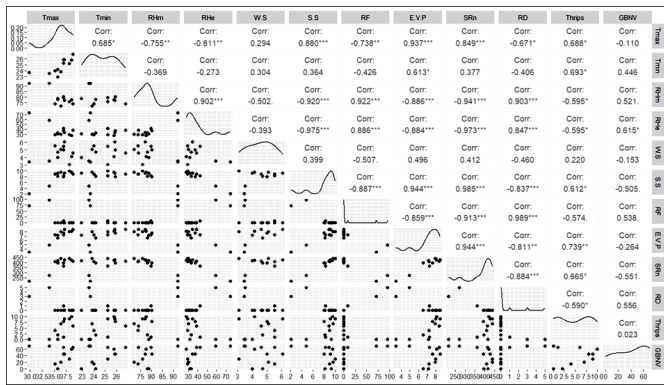 Tmax Tmin RHm RHe W.S S.S RF E.V.P SRn RD Thrips GBNV
Corr: Corr: Corr: Corr: Corr: Corr: Corr: Corr: Corr: Corr: Corr:
0.685* -0.755** -0.811** 0.294 0.880*** -0.738** 0.937*** 0.849*** -0.671* 0.688* -0.110
Tmax
Corr: Corr: Corr: Corr: Corr: Corr: Corr: Corr: Corr: Corr:
-0.369 -0.273 0.304 0.364 -0.426 0.613* 0.377 -0.406 0.693* 0.446
Tmin
Corr: Corr: Corr: Corr: Corr: Corr: Corr: Corr: Corr:
0.902*** -0.502. -0.920*** 0.922*** -0.886*** -0.941*** 0.903*** -0.595* 0.521.
RHm
Corr: Corr: Corr: Corr: Corr: Corr: Corr: Corr:
-0.393 -0.975*** 0.886*** -0.884*** -0.973*** 0.847*** -0.595* 0.615*
RHe
Corr: Corr: Corr: Corr: Corr: Corr: Corr:
0.399 -0.507. 0.496 0.412 -0.460 0.220 -0.153
W.S
Corr: Corr: Corr: Corr: Corr: Corr:
-0.887*** 0.944*** 0.985*** -0.837*** 0.612* -0.505.
S.S
Corr: Corr: Corr: Corr: Corr:
-0.859*** -0.913*** 0.989*** -0.574. 0.538.
RF
Corr: Corr: Corr: Corr:
0.944*** -0.811** 0.739** -0.264
E.V.P
Corr: Corr: Corr:
-0.884*** 0.665* -0.551.
SRn
Corr: Corr:
-0.590* 0.556.
RD
Corr:
0.023
Thrips
GBNV